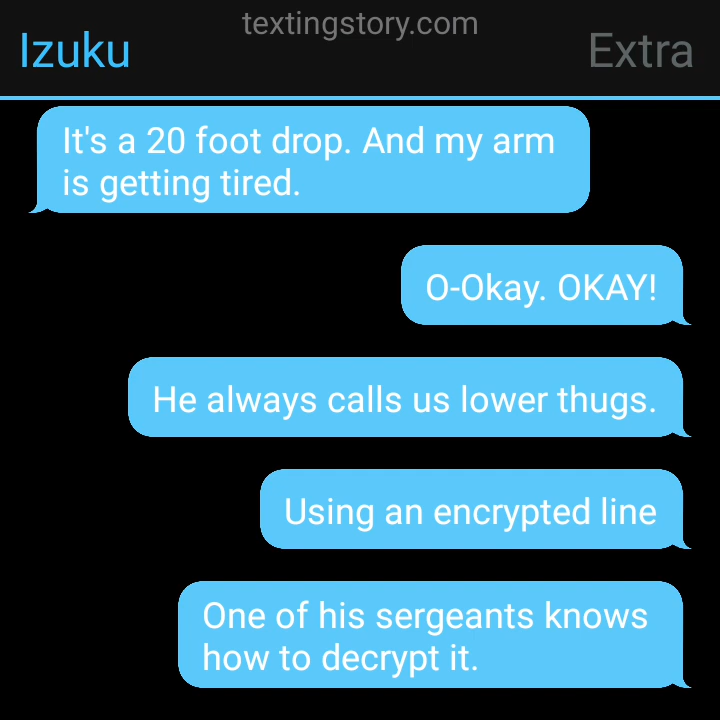 textingstory.com
Izuku
Extra
It's a 20 foot drop. And my arm
is getting tired.
O-Okay. OKAY!
He always calls us lower thugs.
Using an encrypted line
One of his sergeants knows
how to decrypt it.